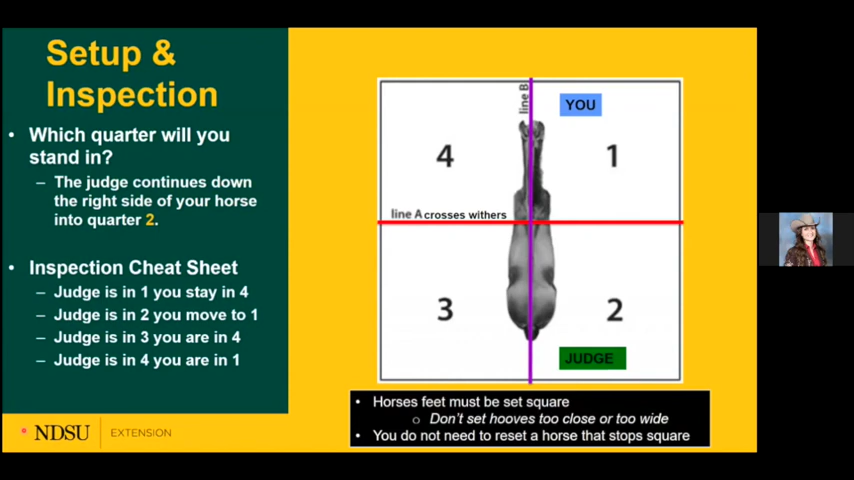 Setup &
Inspection
• Which quarter will you
stand in?
– The judge continues down
the right side of your horse
into quarter 2.
• Inspection Cheat Sheet
– Judge is in 1 you stay in 4
– Judge is in 2 you move to 1
– Judge is in 3 you are in 4
– Judge is in 4 you are in 1
NDSU EXTENSION
line B
YOU
4
1
line A crosses withers
3
2
JUDGE
• Horses feet must be set square
o Don't set hooves too close or too wide
• You do not need to reset a horse that stops square